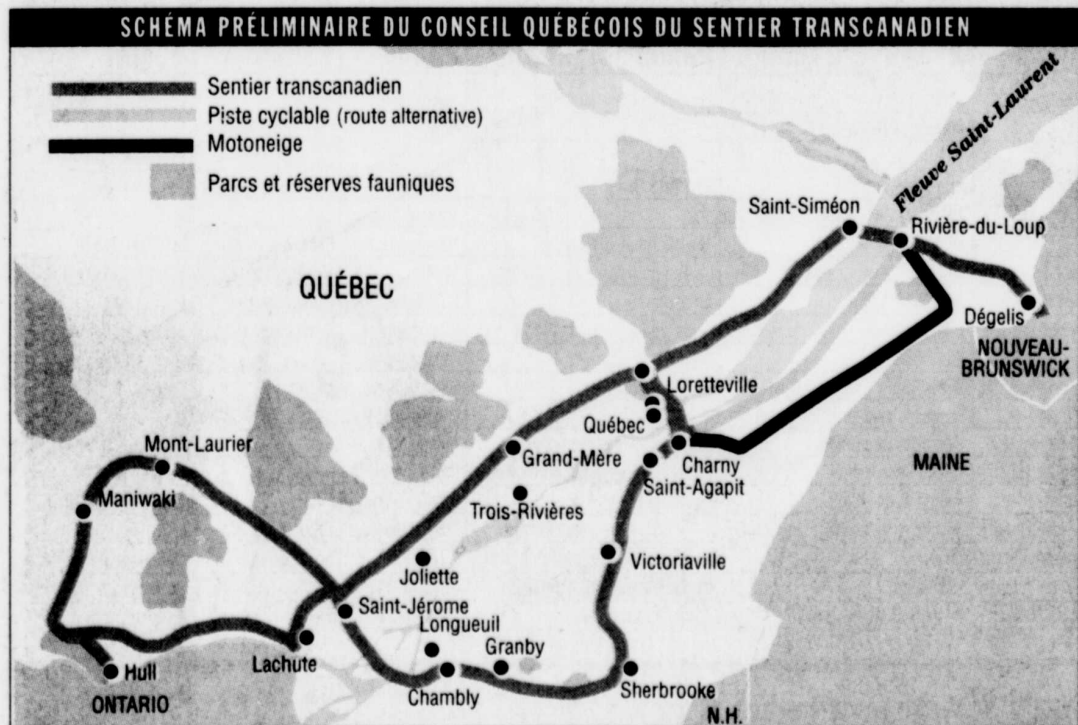 SCHÉMA PRÉLIMINAIRE DU CONSEIL QUÉBÉCOIS DU SENTIER TRANSCANADIEN
Sentier transcanadien
Piste cyclable (route alternative)
Motoneige
Parcs et réserves fauniques
Fleuve Saint-Laurent
Saint-Siméon
Rivière-du-Loup
QUÉBEC
Dégelis
NOUVEAU-
BRUNSWICK
Loretteville
Québec
Mont-Laurier
Grand-Mère
Charny
Saint-Agapit
MAINE
Maniwaki
Trois-Rivières
Victoriaville
Joliette
Saint-Jérome
Longueuil
Lachute
Granby
Hull
Chambly
Sherbrooke
ONTARIO
N.H.